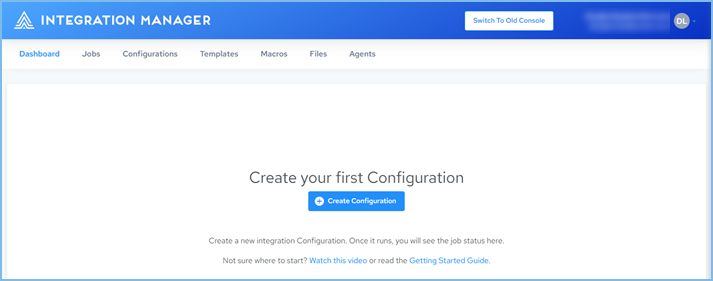 INTEGRATION MANAGER
Switch To Old Console
DL
Dashboard Jobs Configurations Templates Macros Files Agents
Create your first Configuration
Create Configuration
Create a new integration Configuration. Once it runs, you will see the job status here.
Not sure where to start? Watch this video or read the Getting Started Guide.